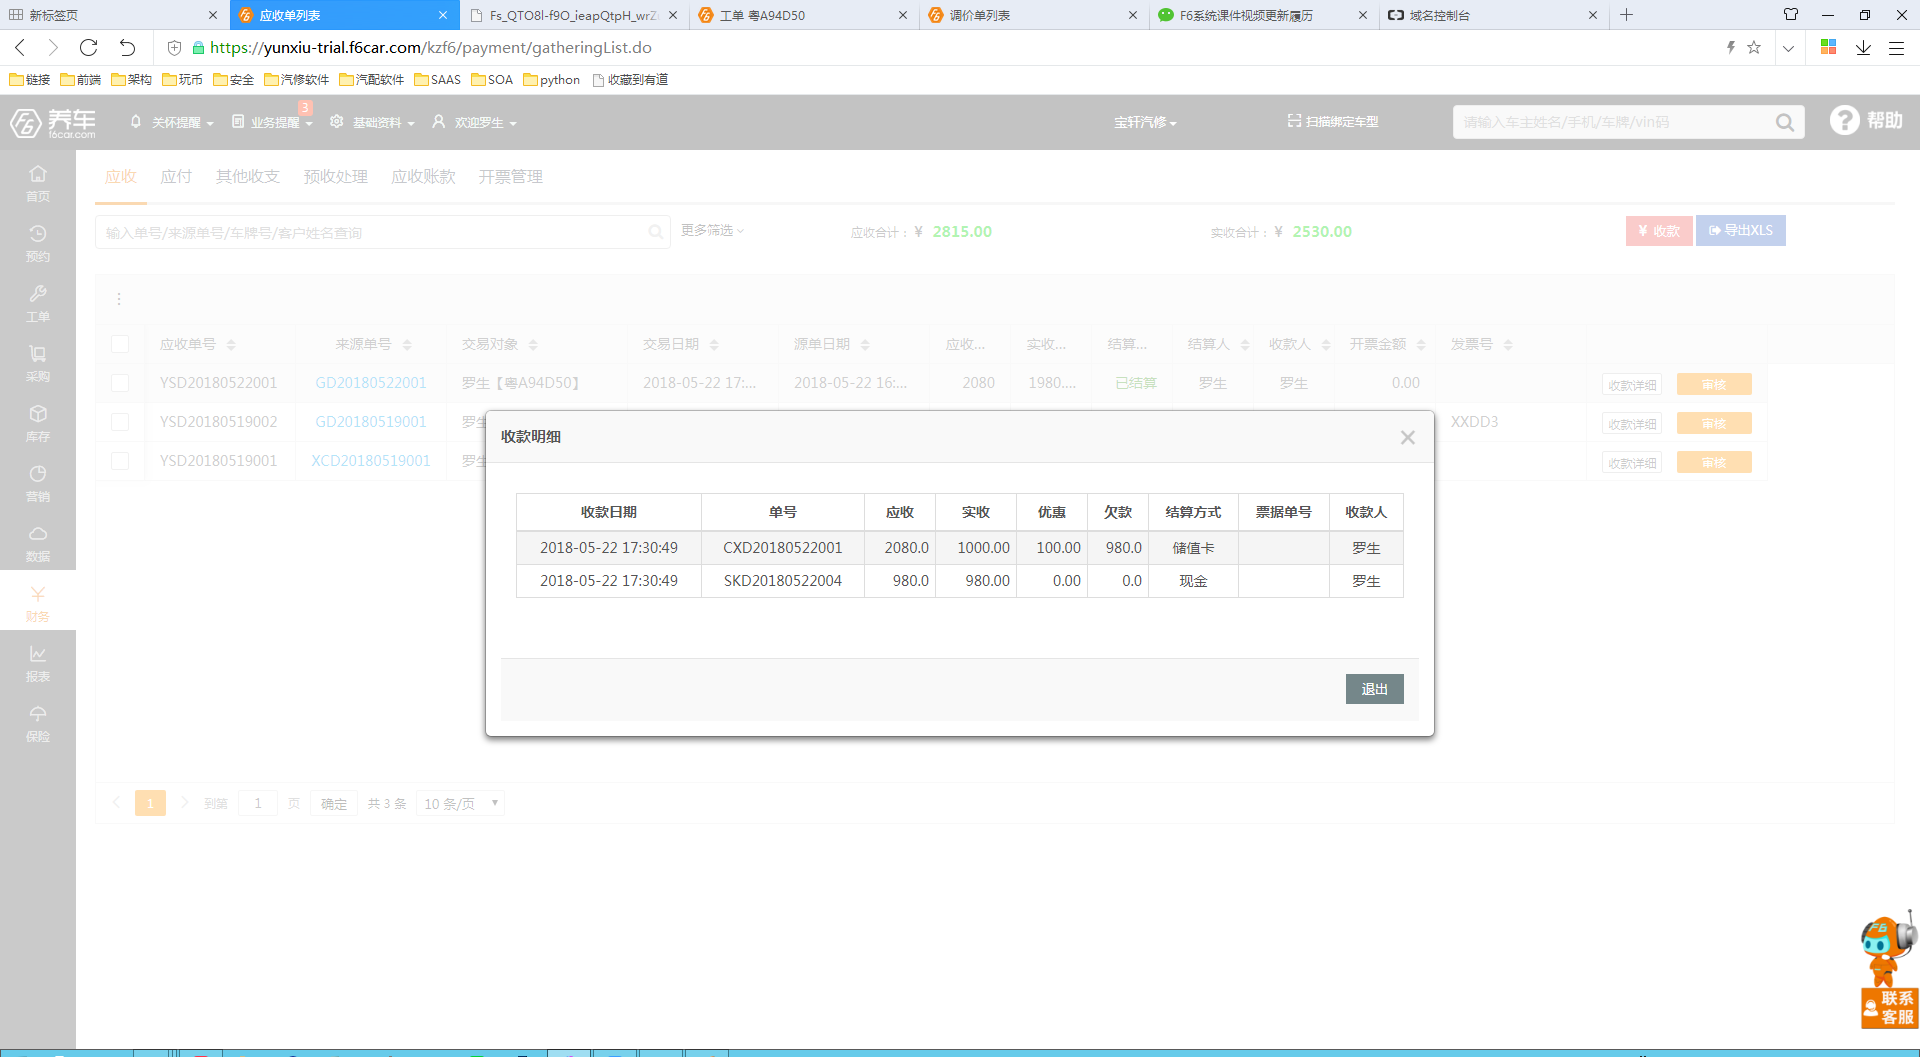 新标签页
应收单列表
Fs_QTO8l-f9O_ieapQtpH_wrZ
工单 粤A94D50
调价单列表
F6系统课件视频更新履历
域名控制台
https://yunxiu-trial.f6car.com/kzf6/payment/gatheringList.do
链接 前端 架构 玩币 安全 汽修软件 汽配软件 SAAS SOA python 收藏到有道
F6 养车 f6car.com
关怀提醒 业务提醒 3 基础资料 欢迎罗生 宝轩汽修 扫描绑定车型 请输入车主姓名/手机/车牌/vin码 ? 帮助
首页
预约
工单
采购
库存
营销
数据
财务
报表
保险
应收 应付 其他收支 预收处理 应收账款 开票管理
输入单号/来源单号/车牌号/客户姓名查询 更多筛选 应收合计： ¥ 2815.00 实收合计： ¥ 2530.00 ¥ 收款 导出XLS
应收单号 来源单号 交易对象 交易日期 源单日期 应收... 实收... 结算... 结算人 收款人 开票金额 发票号
YSD20180522001 GD20180522001 罗生【粤A94D50】 2018-05-22 17:... 2018-05-22 16:... 2080 1980.... 已结算 罗生 罗生 0.00 收款详细 审核
YSD20180519002 GD20180519001 罗生 XXDD3 收款详细 审核
YSD20180519001 XCD20180519001 罗生 收款详细 审核
收款明细
收款日期 单号 应收 实收 优惠 欠款 结算方式 票据单号 收款人
2018-05-22 17:30:49 CXD20180522001 2080.0 1000.00 100.00 980.0 储值卡 罗生
2018-05-22 17:30:49 SKD20180522004 980.0 980.00 0.00 0.0 现金 罗生
退出
1 到第 1 页 确定 共 3 条 10 条/页
F6
联系
客服